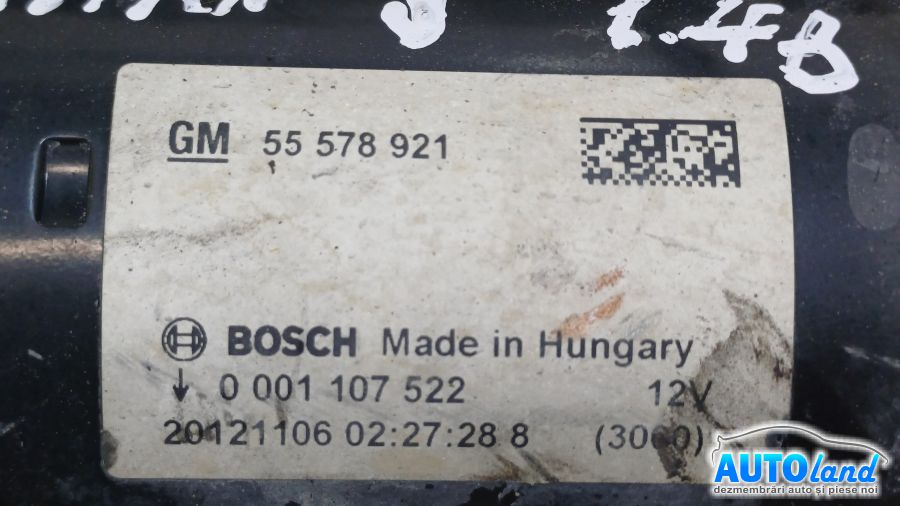 J 1.4B
GM 55 578 921
BOSCH Made in Hungary
↓ 0 001 107 522 12V
20121106 02:27:28 8 (3060)
AUTOland
dezmembrări auto și piese noi